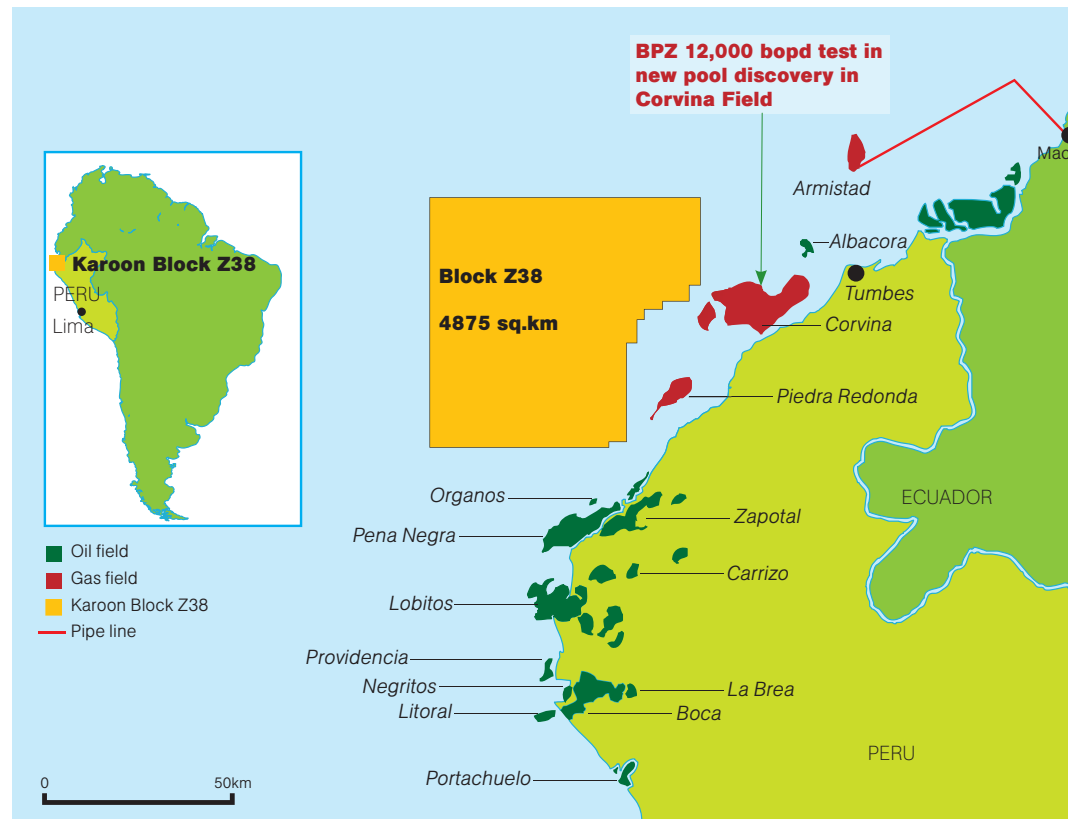 BPZ 12,000 bopd test in
new pool discovery in
Corvina Field
Mac
Armistad
Albacora
Karoon Block Z38
Block Z38
4875 sq.km
PERU
Lima
Tumbes
Corvina
Piedra Redonda
Organos
ECUADOR
Zapotal
Pena Negra
Oil field
Gas field
Karoon Block Z38
Pipe line
Carrizo
Lobitos
Providencia
Negritos
La Brea
Litoral
Boca
PERU
Portachuelo
0
50km